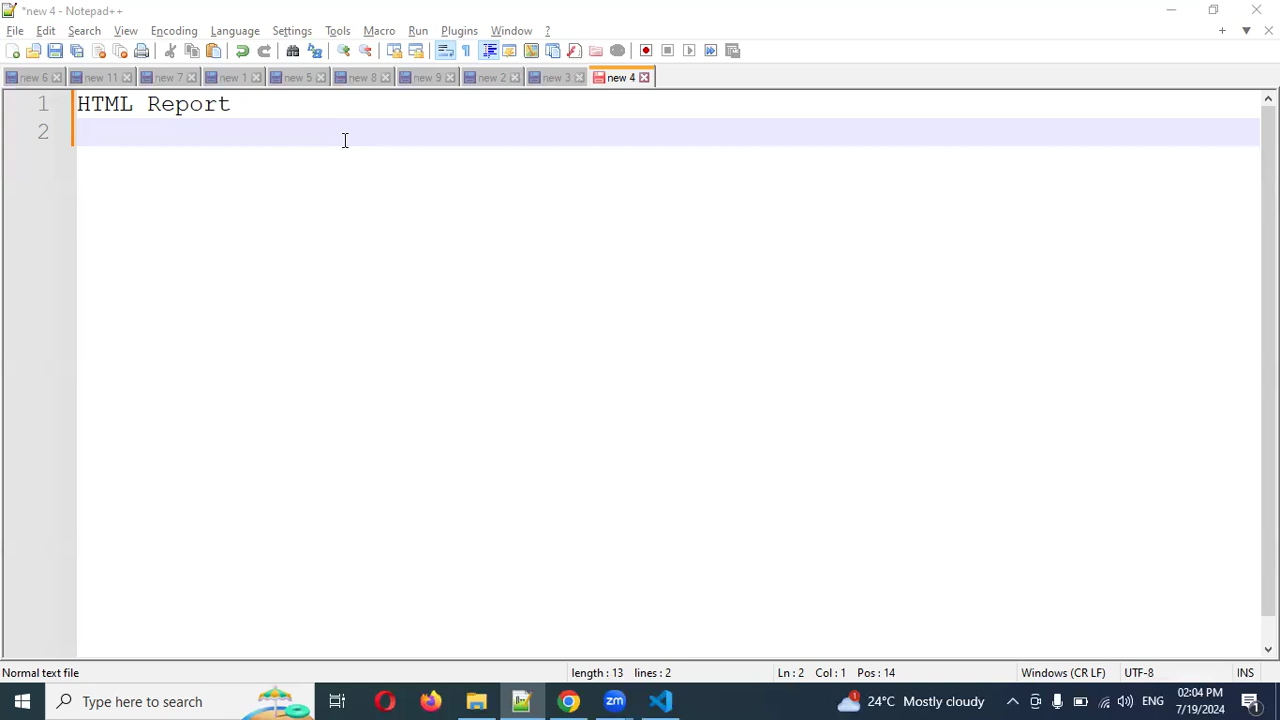 *new 4 - Notepad++
File Edit Search View Encoding Language Settings Tools Macro Run Plugins Window ?
new 6 new 11 new 7 new 1 new 5 new 8 new 9 new 2 new 3 new 4
1 HTML Report
2
Normal text file length : 13 lines : 2 Ln : 2 Col : 1 Pos : 14 Windows (CR LF) UTF-8 INS
Type here to search zm 24°C Mostly cloudy ENG 02:04 PM
7/19/2024 1